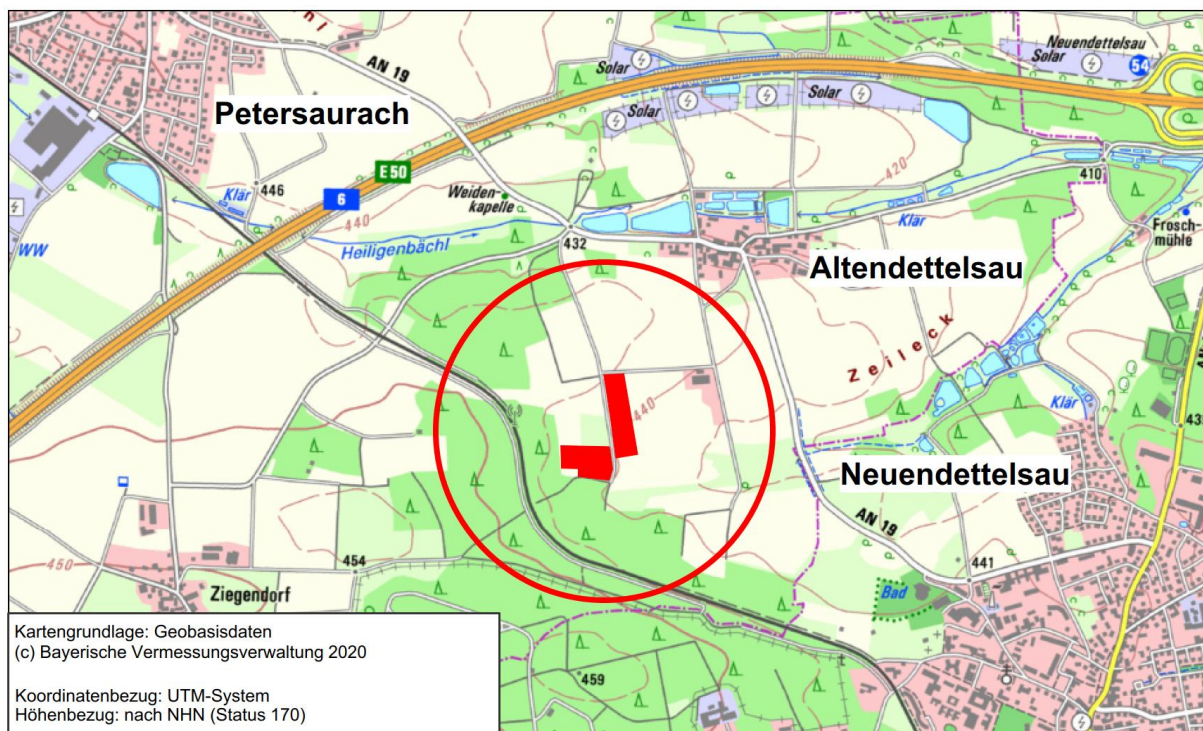 hl
AN 19
Petersaurach
Solar
Solar
Solar
Neuendettelsau
Solar
54
E 50
6
Klär
446
440
Weiden-
kapelle
432
Heiligenbächl
WW
420
410
Klär
Frosch-
mühle
Altendettelsau
Zeileck
Klär
440
Neuendettelsau
AN 19
441
Bad
450
454
Ziegendorf
459
Kartengrundlage: Geobasisdaten
(c) Bayerische Vermessungsverwaltung 2020
Koordinatenbezug: UTM-System
Höhenbezug: nach NHN (Status 170)